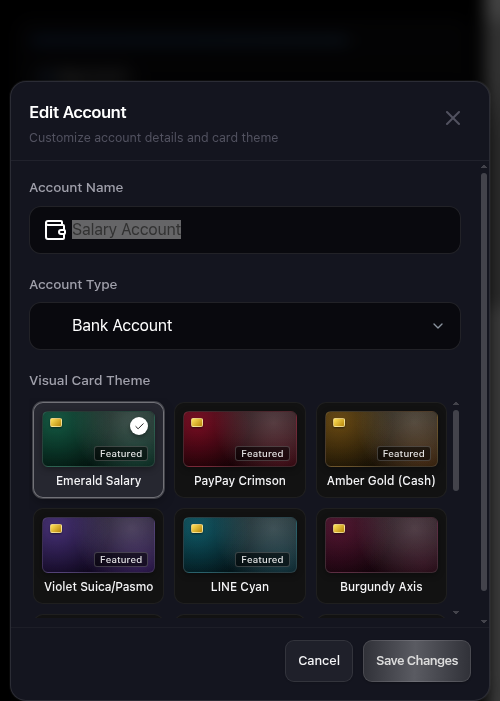 Edit Account
Customize account details and card theme
Account Name
Salary Account
Account Type
Bank Account
Visual Card Theme
Featured
Featured
Featured
Emerald Salary
PayPay Crimson
Amber Gold (Cash)
Featured
Featured
Violet Suica/Pasmo
LINE Cyan
Burgundy Axis
Cancel
Save Changes